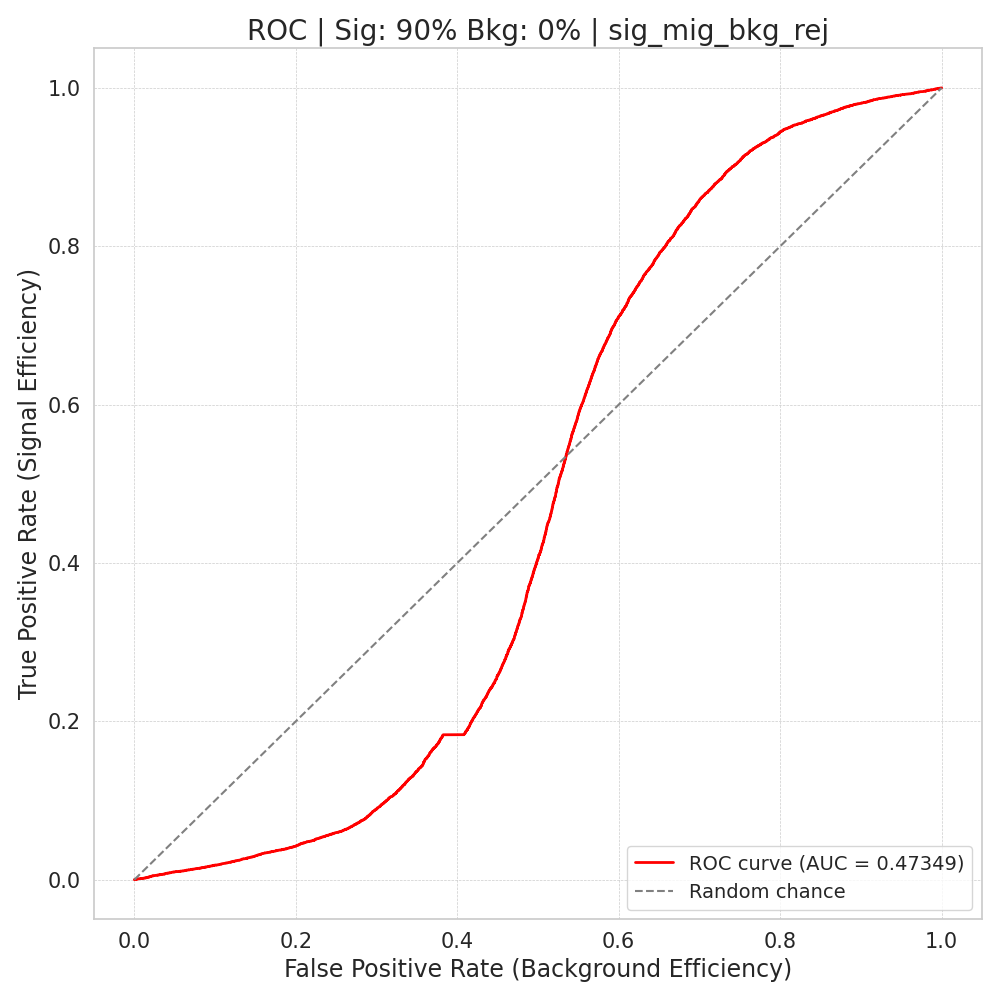 ROC | Sig: 90% Bkg: 0% | sig_mig_bkg_rej
True Positive Rate (Signal Efficiency)
1.0
0.8
0.6
0.4
0.2
0.0
ROC curve (AUC = 0.47349)
Random chance
0.0 0.2 0.4 0.6 0.8 1.0
False Positive Rate (Background Efficiency)